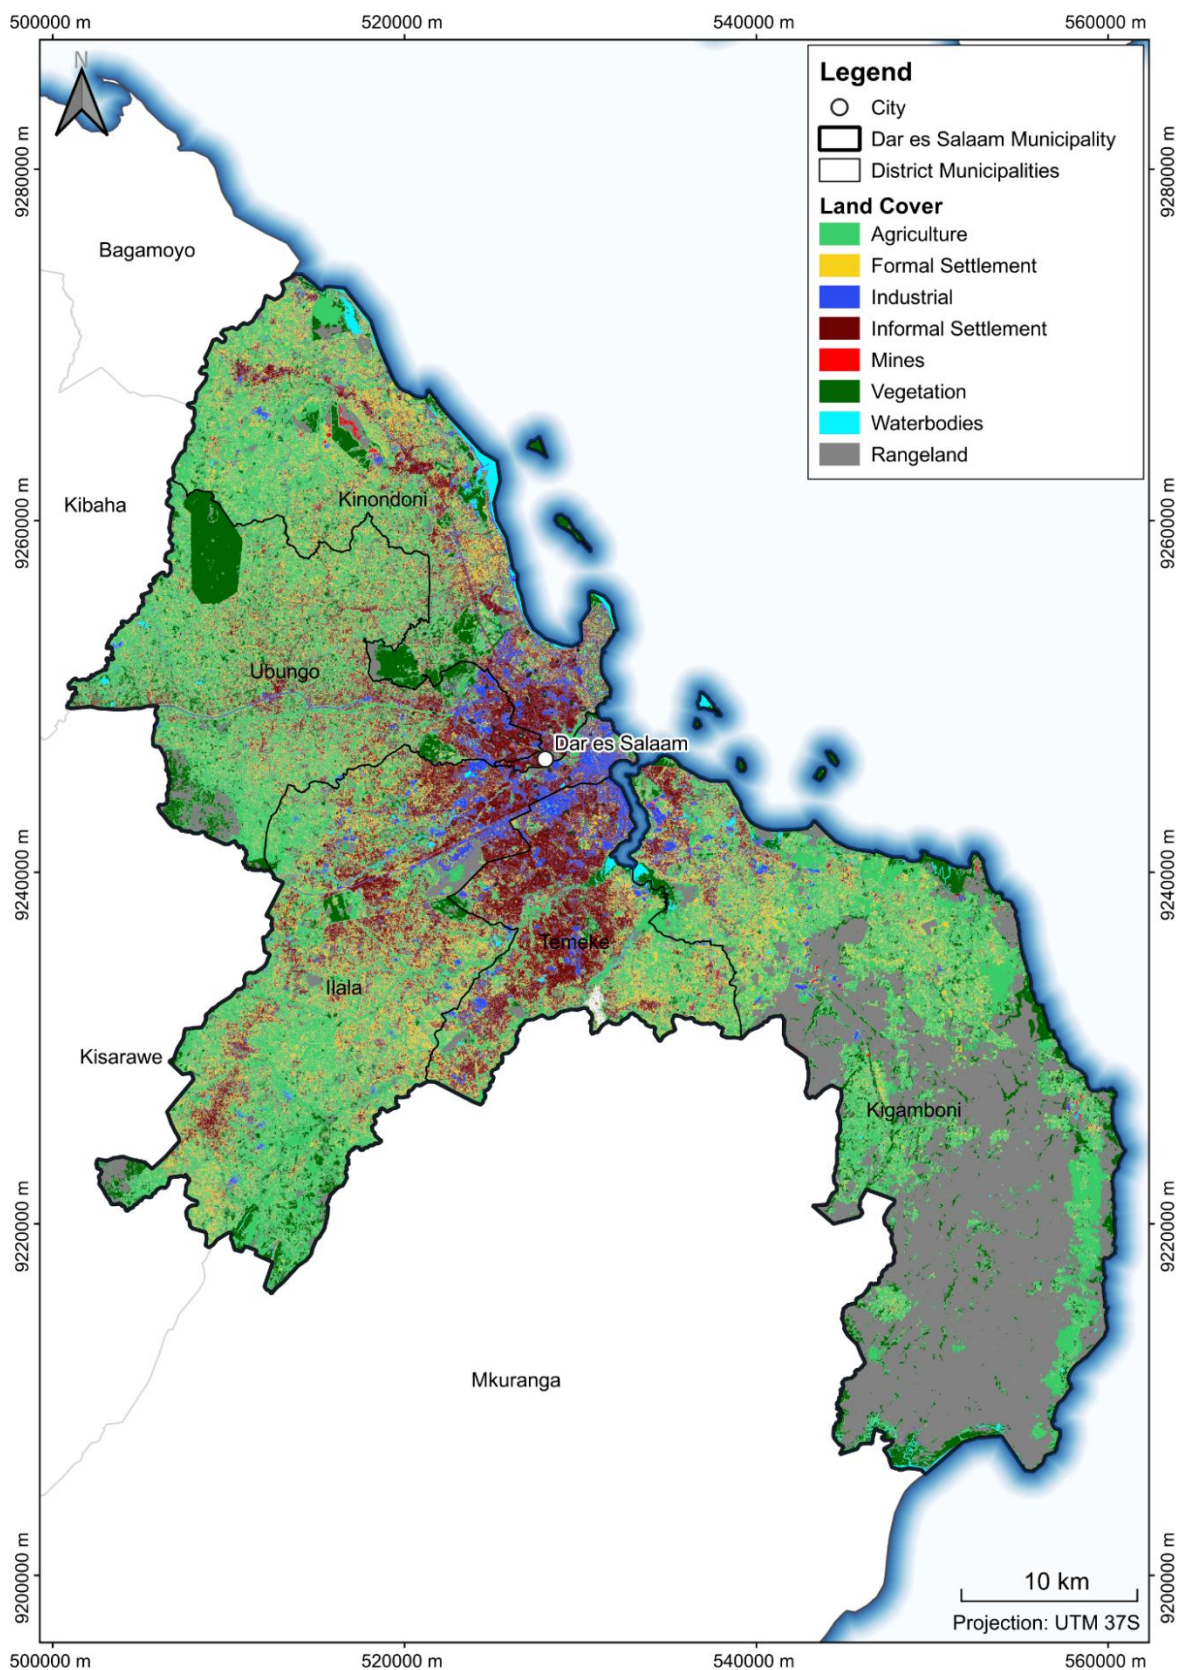 500000 m
520000 m
540000 m
560000 m
N
Legend
City
Dar es Salaam Municipality
District Municipalities
Land Cover
Agriculture
Formal Settlement
Industrial
Informal Settlement
Mines
Vegetation
Waterbodies
Rangeland
9280000 m
9280000 m
Bagamoyo
Kibaha
Kinondoni
9260000 m
9260000 m
Ubungo
Dar es Salaam
9240000 m
9240000 m
Temeke
Ilala
Kisarawe
Kigamboni
9220000 m
9220000 m
Mkuranga
9200000 m
9200000 m
10 km
Projection: UTM 37S
500000 m
520000 m
540000 m
560000 m